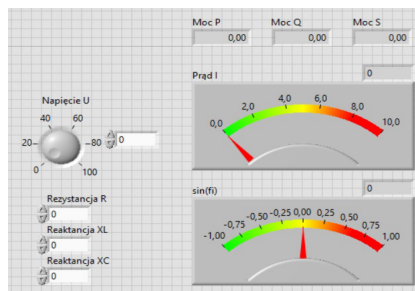 Moc P Moc Q Moc S
0,00 0,00 0,00
Prąd I 0
0,0 2,0 4,0 6,0 8,0 10,0
Napięcie U
0 20 40 60 80 100
0
Rezystancja R
0
Reaktancja XL
0
Reaktancja XC
0
sin(fi) 0
-1,00 -0,75 -0,50 -0,25 0,00 0,25 0,50 0,75 1,00